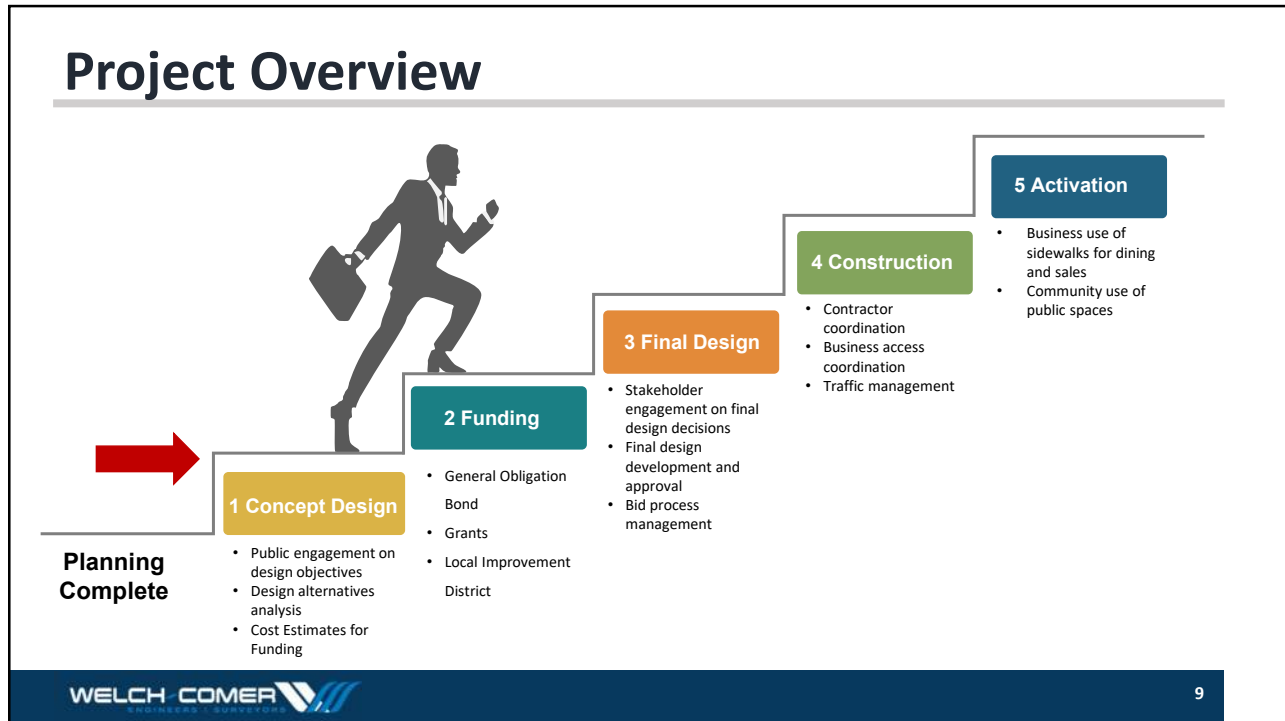 Project Overview
5 Activation
• Business use of
sidewalks for dining
and sales
• Community use of
public spaces
4 Construction
• Contractor
coordination
• Business access
coordination
• Traffic management
3 Final Design
• Stakeholder
engagement on final
design decisions
• Final design
development and
approval
• Bid process
management
2 Funding
• General Obligation
Bond
• Grants
• Local Improvement
District
1 Concept Design
• Public engagement on
design objectives
• Design alternatives
analysis
• Cost Estimates for
Funding
Planning
Complete
WELCH-COMER
ENGINEERS | SURVEYORS
9